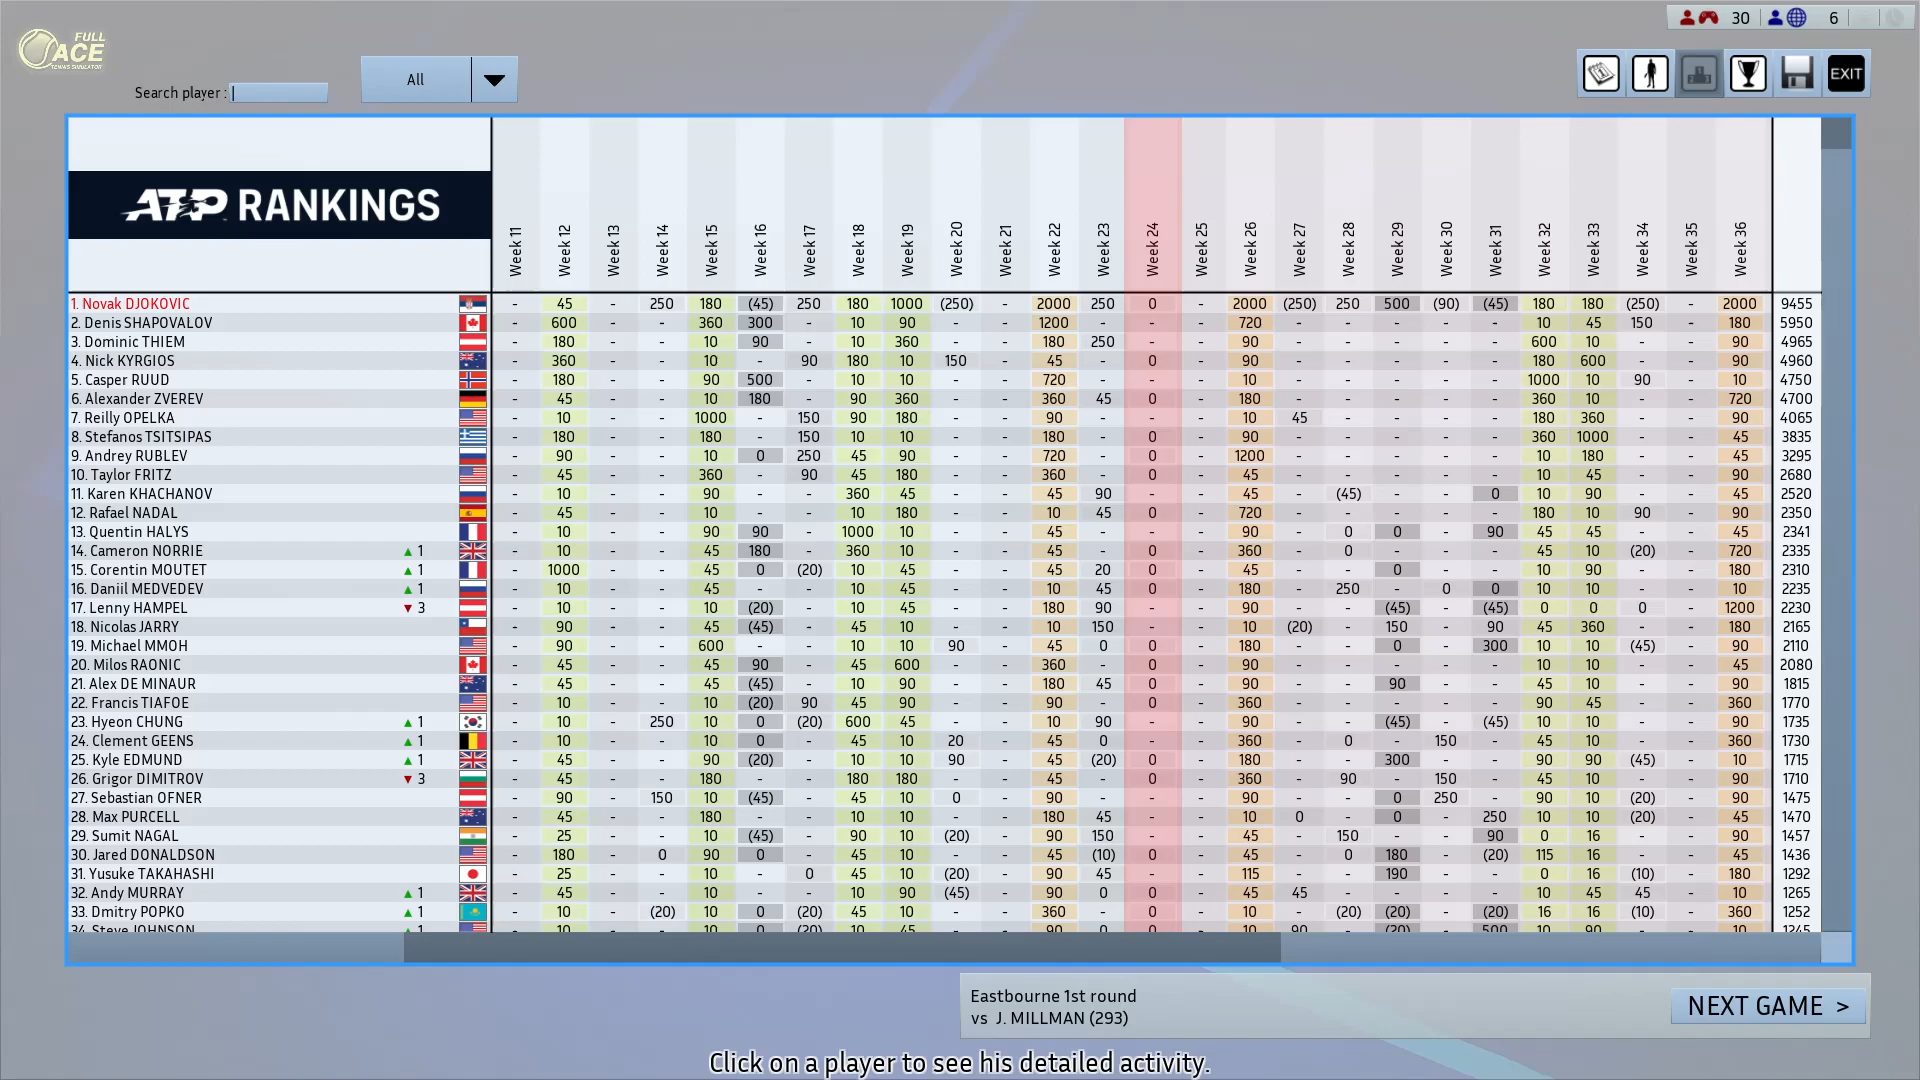 FULL
ACE
TENNIS SIMULATOR
30 6
Search player : All EXIT
ATP RANKINGS
Week 11 Week 12 Week 13 Week 14 Week 15 Week 16 Week 17 Week 18 Week 19 Week 20 Week 21 Week 22 Week 23 Week 24 Week 25 Week 26 Week 27 Week 28 Week 29 Week 30 Week 31 Week 32 Week 33 Week 34 Week 35 Week 36
1. Novak DJOKOVIC - 45 - 250 180 (45) 250 180 1000 (250) - 2000 250 0 - 2000 (250) 250 500 (90) (45) 180 180 (250) - 2000 9455
2. Denis SHAPOVALOV - 600 - - 360 300 - 10 90 - - 1200 - - - 720 - - - - - 10 45 150 - 180 5950
3. Dominic THIEM - 180 - - 10 90 - 10 360 - - 180 250 - - 90 - - - - - 600 10 - - 90 4965
4. Nick KYRGIOS - 360 - - 10 - 90 180 10 150 - 45 - 0 - 90 - - - - - 180 600 - - 90 4960
5. Casper RUUD - 180 - - 90 500 - 10 10 - - 720 - - - 10 - - - - - 1000 10 90 - 10 4750
6. Alexander ZVEREV - 45 - - 10 180 - 90 360 - - 360 45 0 - 180 - - - - - 360 10 - - 720 4700
7. Reilly OPELKA - 10 - - 1000 - 150 90 180 - - 90 - - - 10 45 - - - - 180 360 - - 90 4065
8. Stefanos TSITSIPAS - 180 - - 180 - 150 10 10 - - 180 - 0 - 90 - - - - - 360 1000 - - 45 3835
9. Andrey RUBLEV - 90 - - 10 0 250 45 90 - - 720 - 0 - 1200 - - - - - 10 180 - - 45 3295
10. Taylor FRITZ - 45 - - 360 - 90 45 180 - - 360 - 0 - 45 - - - - - 10 45 - - 90 2680
11. Karen KHACHANOV - 10 - - 90 - - 360 45 - - 45 90 - - 45 - (45) - - 0 10 90 - - 45 2520
12. Rafael NADAL - 45 - - 10 - - 10 180 - - 10 45 0 - 720 - - - - - 180 10 90 - 90 2350
13. Quentin HALYS - 10 - - 90 90 - 1000 10 - - 45 - - - 90 - 0 0 - 90 45 45 - - 45 2341
14. Cameron NORRIE ▲ 1 - 10 - - 45 180 - 360 10 - - 45 - 0 - 360 - 0 - - - 45 10 (20) - 720 2335
15. Corentin MOUTET ▲ 1 - 1000 - - 45 0 (20) 10 45 - - 45 20 0 - 45 - - 0 - - 10 90 - - 180 2310
16. Daniil MEDVEDEV ▲ 1 - 10 - - 45 - - 10 10 - - 10 45 0 - 180 - 250 - 0 0 10 10 - - 10 2235
17. Lenny HAMPEL ▼ 3 - 10 - - 10 (20) - 10 45 - - 180 90 - - 90 - - (45) - (45) 0 0 0 - 1200 2230
18. Nicolas JARRY - 90 - - 45 (45) - 45 10 - - 10 150 - - 10 (20) - 150 - 90 45 360 - - 180 2165
19. Michael MMOH - 90 - - 600 - - 10 10 90 - 45 0 0 - 180 - - 0 - 300 10 10 (45) - 90 2110
20. Milos RAONIC - 45 - - 45 90 - 45 600 - - 360 - 0 - 90 - - - - - 10 10 - - 45 2080
21. Alex DE MINAUR - 45 - - 45 (45) - 10 90 - - 180 45 0 - 90 - - 90 - - 45 10 - - 90 1815
22. Francis TIAFOE - 10 - - 10 (20) 90 45 90 - - 45 - 0 - 360 - - - - - 90 45 - - 360 1770
23. Hyeon CHUNG ▲ 1 - 10 - 250 10 0 (20) 600 45 - - 10 90 - - 90 - - (45) - (45) 10 10 - - 90 1735
24. Clement GEENS ▲ 1 - 10 - - 10 0 - 45 10 20 - 45 0 - - 360 - 0 - 150 - 45 10 - - 360 1730
25. Kyle EDMUND ▲ 1 - 45 - - 90 (20) - 10 10 90 - 45 (20) 0 - 180 - - 300 - - 90 90 (45) - 10 1715
26. Grigor DIMITROV ▼ 3 - 45 - - 180 - - 180 180 - - 45 - 0 - 360 - 90 - 150 - 45 10 - - 90 1710
27. Sebastian OFNER - 90 - 150 10 (45) - 45 10 0 - 90 - - - 90 - - 0 250 - 90 10 (20) - 90 1475
28. Max PURCELL - 45 - - 180 - - 10 10 - - 180 45 - - 10 0 - 0 - 250 10 10 (20) - 45 1470
29. Sumit NAGAL - 25 - - 10 (45) - 90 10 (20) - 90 150 - - 45 - 150 - - 90 0 16 - - 90 1457
30. Jared DONALDSON - 180 - 0 90 0 - 45 10 - - 45 (10) 0 - 45 - 0 180 - (20) 115 16 - - 45 1436
31. Yusuke TAKAHASHI - 25 - - 10 - 0 45 10 (20) - 90 45 - - 115 - - 190 - - 0 16 (10) - 180 1292
32. Andy MURRAY ▲ 1 - 45 - - 10 - - 10 90 (45) - 90 0 0 - 45 45 - - - - 10 45 45 - 10 1265
33. Dmitry POPKO ▲ 1 - 10 - (20) 10 0 (20) 45 10 - - 360 - 0 - 10 - (20) (20) - (20) 16 16 (10) - 360 1252
34. Steve JOHNSON ▲ 1 - 10 - - 10 0 (20) 10 45 - - 90 0 0 - 10 90 - (20) - 500 10 90 - - 10 1245
Eastbourne 1st round
vs J. MILLMAN (293)
NEXT GAME >
Click on a player to see his detailed activity.